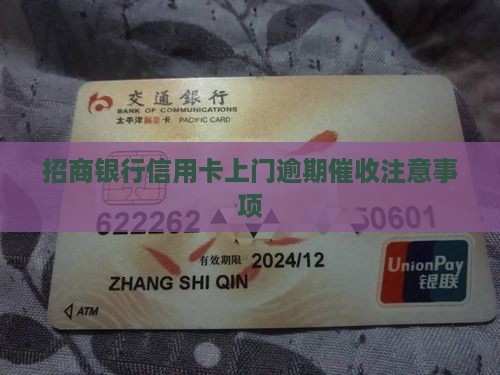 交通銀行
BANK OF COMMUNICATIONS
太平洋 卡 PACIFIC CARD
招商银行信用卡上门逾期催收注意事
项
622262 50601
有效期限 2024/12
ZHANG SHI QIN
UnionPay
银联
ATM